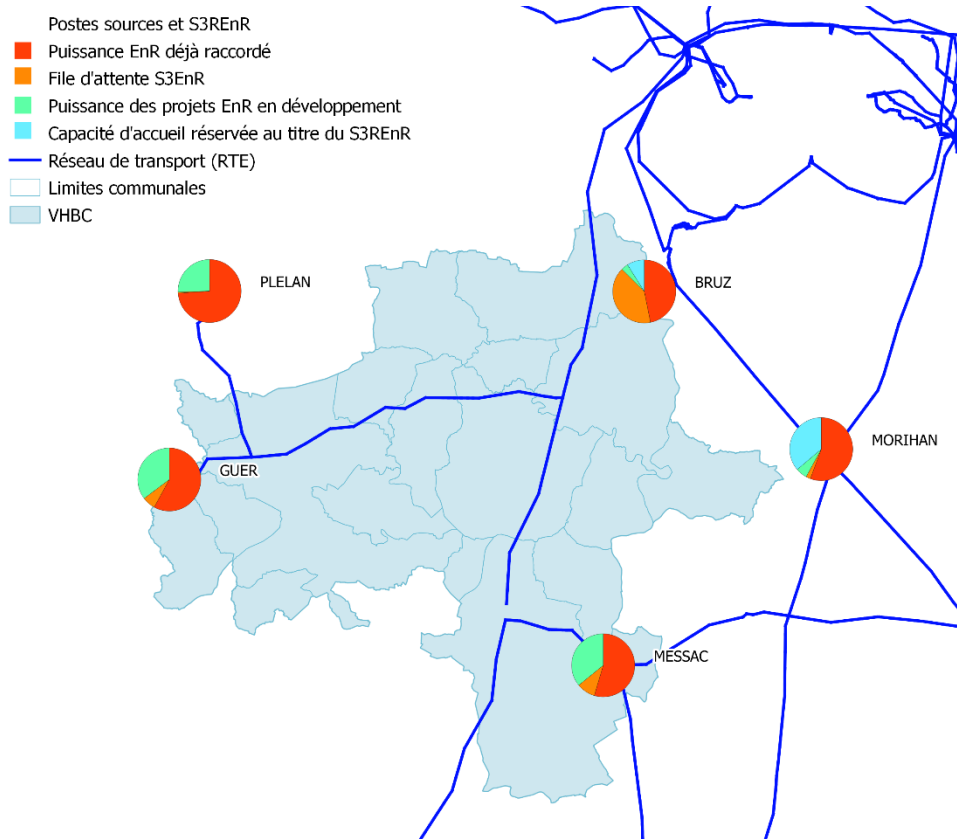 Postes sources et S3REnR
Puissance EnR déjà raccordé
File d'attente S3EnR
Puissance des projets EnR en développement
Capacité d'accueil réservée au titre du S3REnR
Réseau de transport (RTE)
Limites communales
VHBC
PLELAN
BRUZ
MORIHAN
GUER
MESSAC